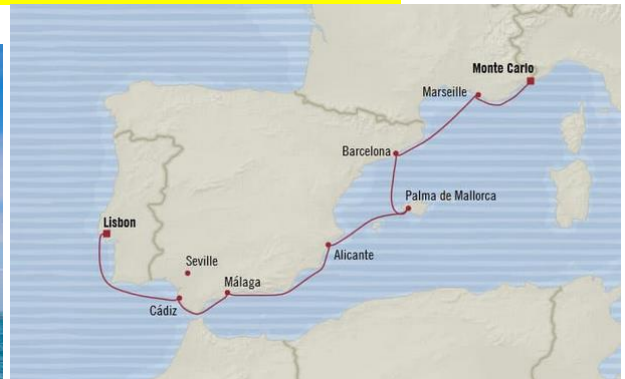 Monte Carlo
Marseille
Barcelona
Palma de Mallorca
Lisbon
Alicante
Seville
Málaga
Cádiz